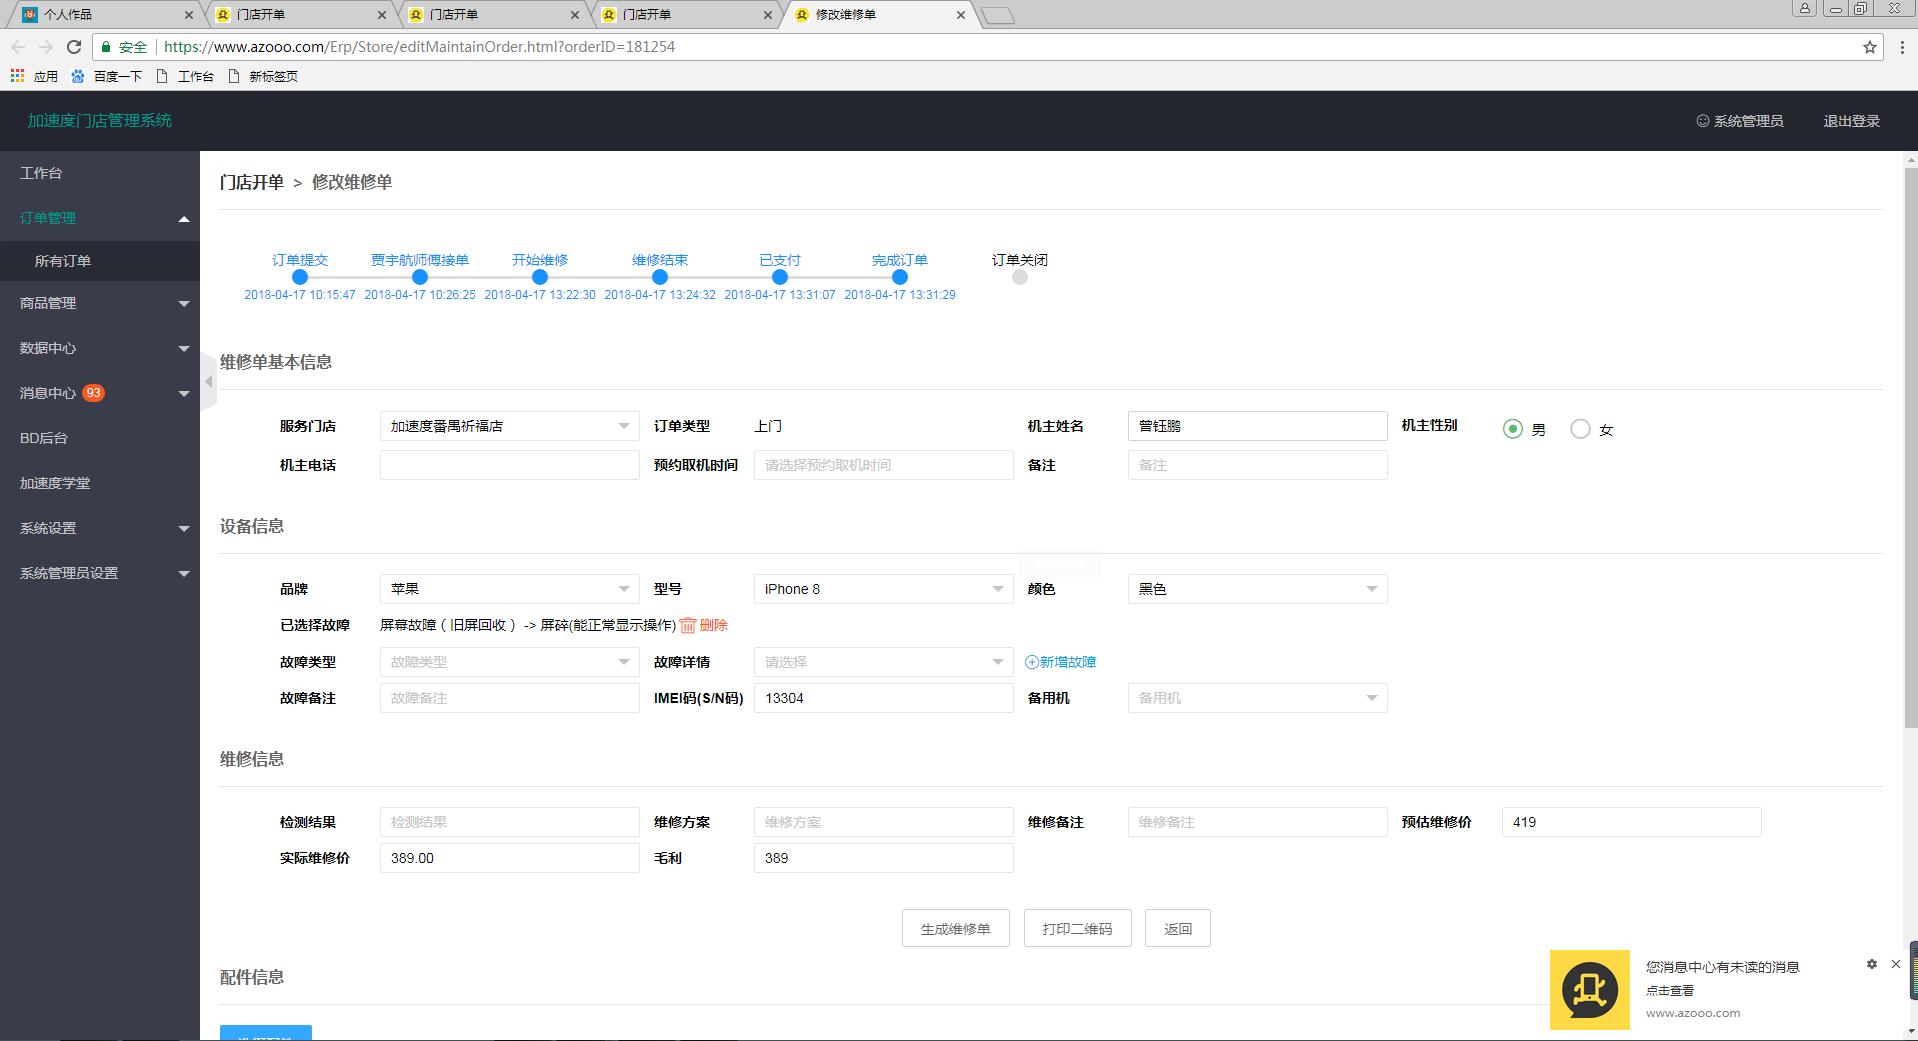 个人作品
门店开单
门店开单
门店开单
修改维修单
安全 https://www.azooo.com/Erp/Store/editMaintainOrder.html?orderID=181254
应用 百度一下 工作台 新标签页
加速度门店管理系统
系统管理员 退出登录
工作台
订单管理
所有订单
商品管理
数据中心
消息中心 93
BD后台
加速度学堂
系统设置
系统管理员设置
门店开单 > 修改维修单
订单提交 贾宇航师傅接单 开始维修 维修结束 已支付 完成订单 订单关闭
2018-04-17 10:15:47 2018-04-17 10:26:25 2018-04-17 13:22:30 2018-04-17 13:24:32 2018-04-17 13:31:07 2018-04-17 13:31:29
维修单基本信息
服务门店 加速度番禺祈福店 订单类型 上门 机主姓名 曾钰鹏 机主性别 男 女
机主电话 预约取机时间 请选择预约取机时间 备注 备注
设备信息
品牌 苹果 型号 iPhone 8 颜色 黑色
已选择故障 屏幕故障（旧屏回收） -> 屏碎(能正常显示操作) 删除
故障类型 故障类型 故障详情 请选择 新增故障
故障备注 故障备注 IMEI码(S/N码) 13304 备用机 备用机
维修信息
检测结果 检测结果 维修方案 维修方案 维修备注 维修备注 预估维修价 419
实际维修价 389.00 毛利 389
生成维修单 打印二维码 返回
配件信息
您消息中心有未读的消息
点击查看
www.azooo.com